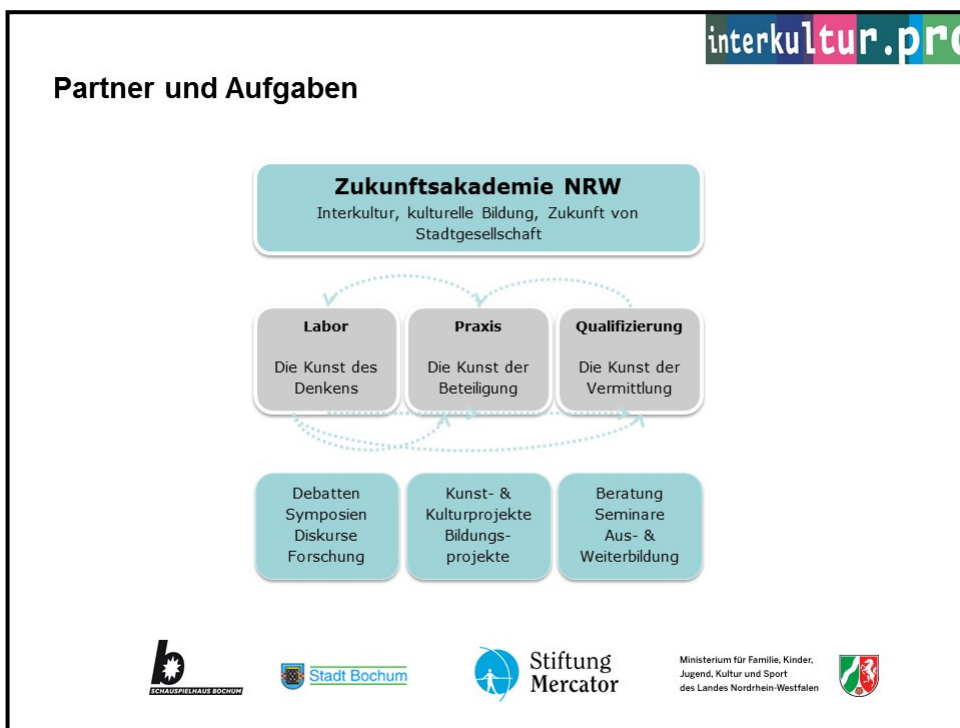 interkultur.pro
Partner und Aufgaben
Zukunftsakademie NRW
Interkultur, kulturelle Bildung, Zukunft von
Stadtgesellschaft
Labor
Die Kunst des
Denkens
Praxis
Die Kunst der
Beteiligung
Qualifizierung
Die Kunst der
Vermittlung
Debatten
Symposien
Diskurse
Forschung
Kunst- &
Kulturprojekte
Bildungs-
projekte
Beratung
Seminare
Aus- &
Weiterbildung
b
SCHAUSPIELHAUS BOCHUM
Stadt Bochum
Stiftung
Mercator
Ministerium für Familie, Kinder,
Jugend, Kultur und Sport
des Landes Nordrhein-Westfalen